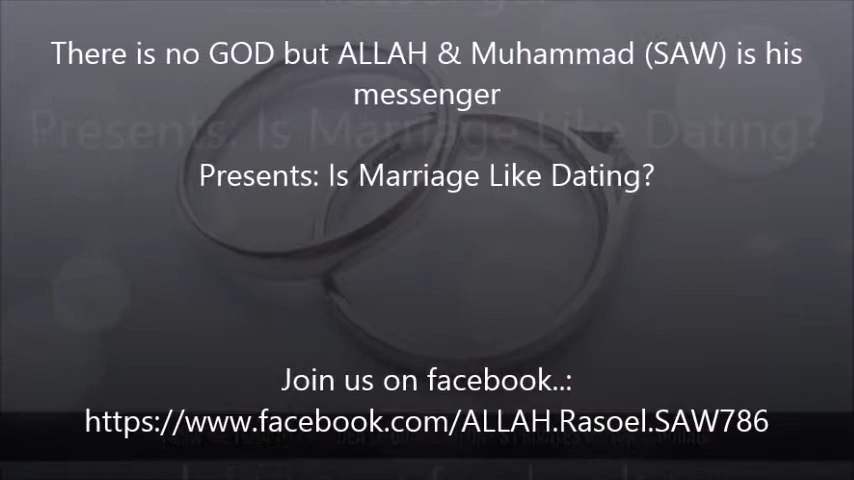 There is no GOD but ALLAH & Muhammad (SAW) is his
messenger
Presents: Is Marriage Like Dating?
Join us on facebook..:
https://www.facebook.com/ALLAH.Rasoel.SAW786